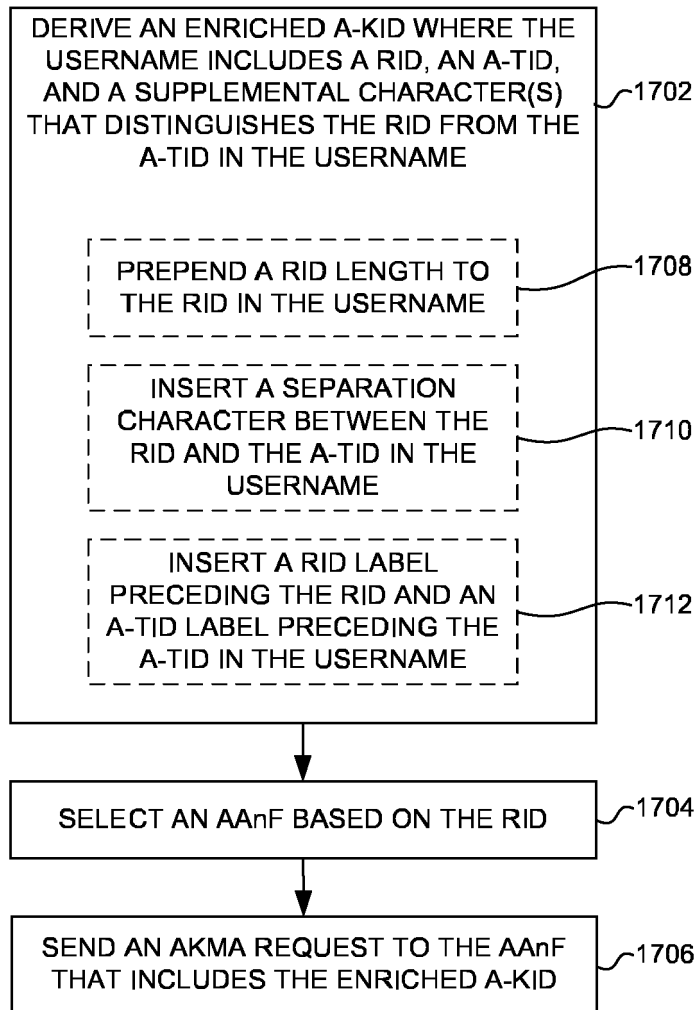 DERIVE AN ENRICHED A-KID WHERE THE
USERNAME INCLUDES A RID, AN A-TID,
AND A SUPPLEMENTAL CHARACTER(S)
THAT DISTINGUISHES THE RID FROM THE
A-TID IN THE USERNAME
1702
PREPEND A RID LENGTH TO
THE RID IN THE USERNAME
1708
INSERT A SEPARATION
CHARACTER BETWEEN THE
RID AND THE A-TID IN THE
USERNAME
1710
INSERT A RID LABEL
PRECEDING THE RID AND AN
A-TID LABEL PRECEDING THE
A-TID IN THE USERNAME
1712
SELECT AN AAnF BASED ON THE RID
1704
SEND AN AKMA REQUEST TO THE AAnF
THAT INCLUDES THE ENRICHED A-KID
1706